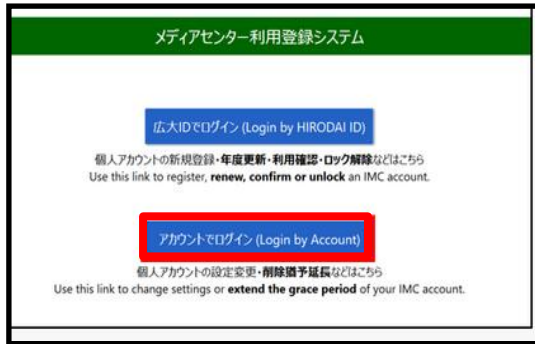 メディアセンター利用登録システム
広大IDでログイン (Login by HIRODAI ID)
個人アカウントの新規登録・年度更新・利用確認・ロック解除などはこちら
Use this link to register, renew, confirm or unlock an IMC account.
アカウントでログイン (Login by Account)
個人アカウントの設定変更・削除猶予延長などはこちら
Use this link to change settings or extend the grace period of your IMC account.